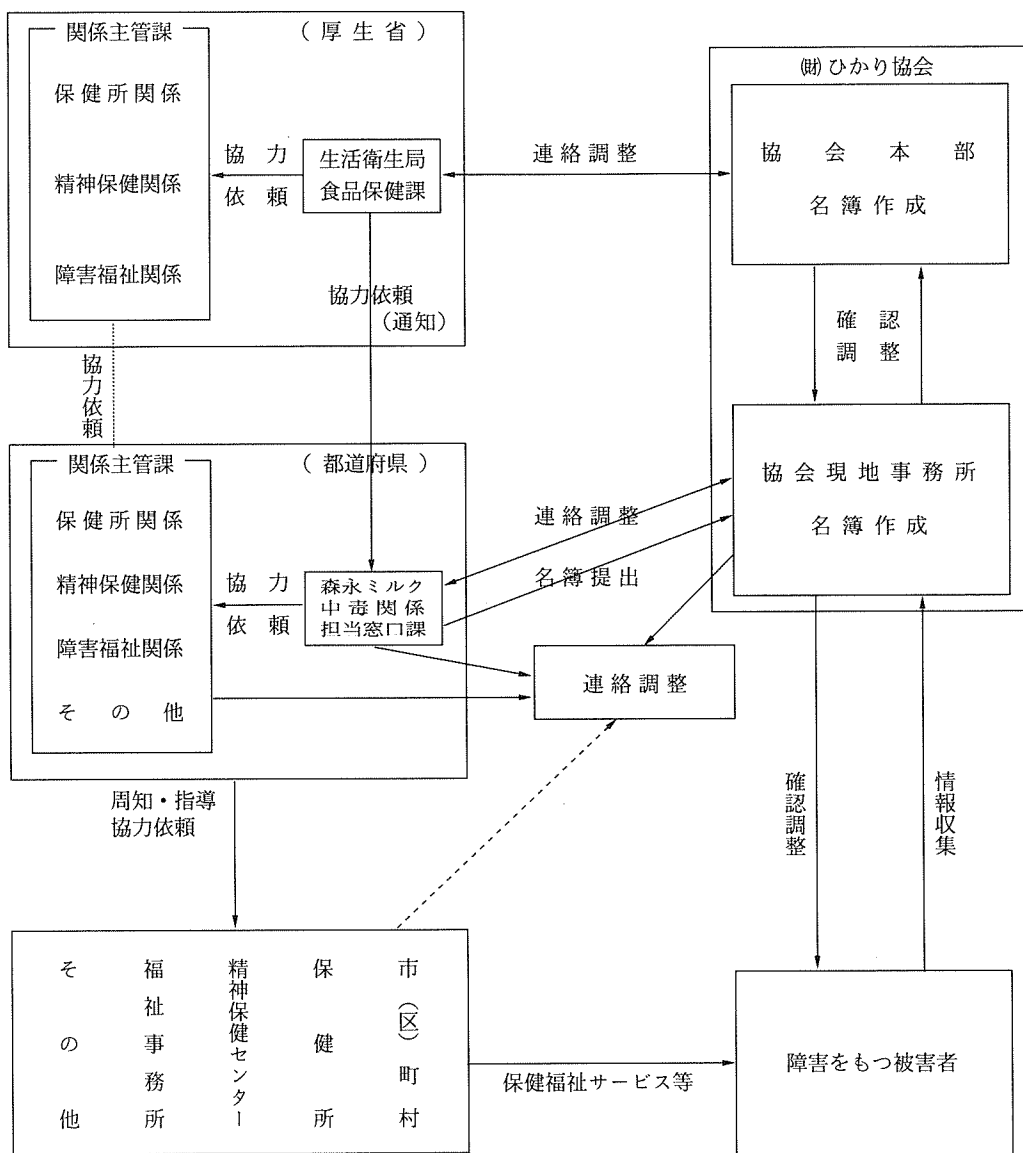 関係主管課
(厚生省)
保健所関係
精神保健関係
障害福祉関係
協力
依頼
生活衛生局
食品保健課
連絡調整
㈶ひかり協会
協会本部
名簿作成
協力依頼
(通知)
確認
調整
協力依頼
関係主管課
(都道府県)
保健所関係
精神保健関係
障害福祉関係
その他
協力
依頼
森永ミルク
中毒関係
担当窓口課
連絡調整
名簿提出
協会現地事務所
名簿作成
連絡調整
周知・指導
協力依頼
確認調整
情報収集
市(区)町村
保健所
精神保健センター
福祉事務所
その他
保健福祉サービス等
障害をもつ被害者